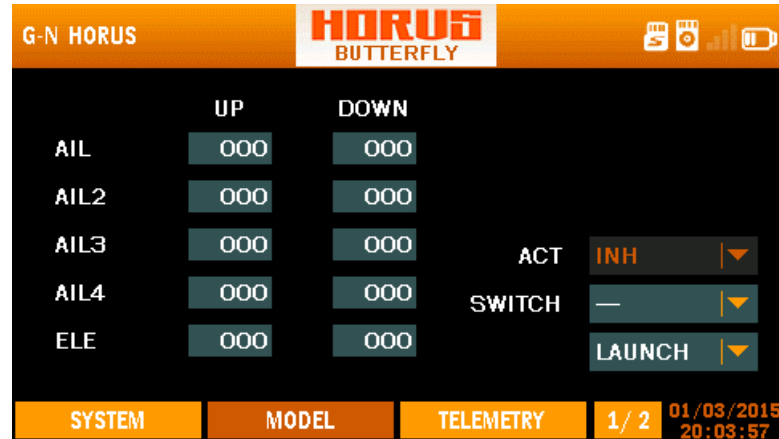 G-N HORUS
HORUS
BUTTERFLY
UP DOWN
AIL 000 000
AIL2 000 000
AIL3 000 000
AIL4 000 000
ELE 000 000
ACT INH
SWITCH —
LAUNCH
SYSTEM MODEL TELEMETRY 1/2 01/03/2015
20:03:57